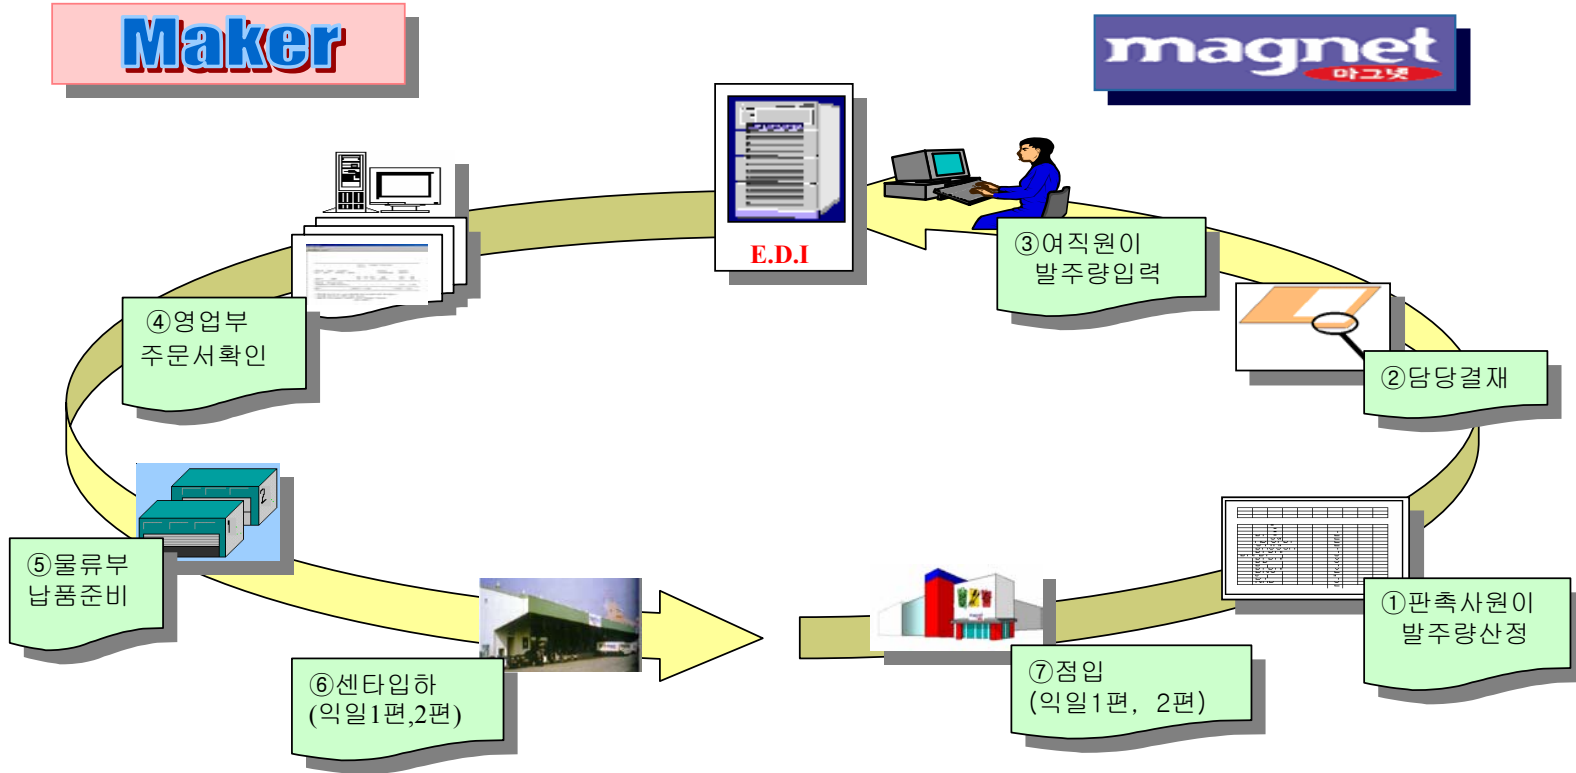 Maker
magnet
마그넷
E.D.I
③여직원이
발주량입력
④영업부
주문서확인
②담당결재
⑤물류부
납품준비
①판촉사원이
발주량산정
⑥센타입하
(익일1편,2편)
⑦점입
(익일1편, 2편)
2
1